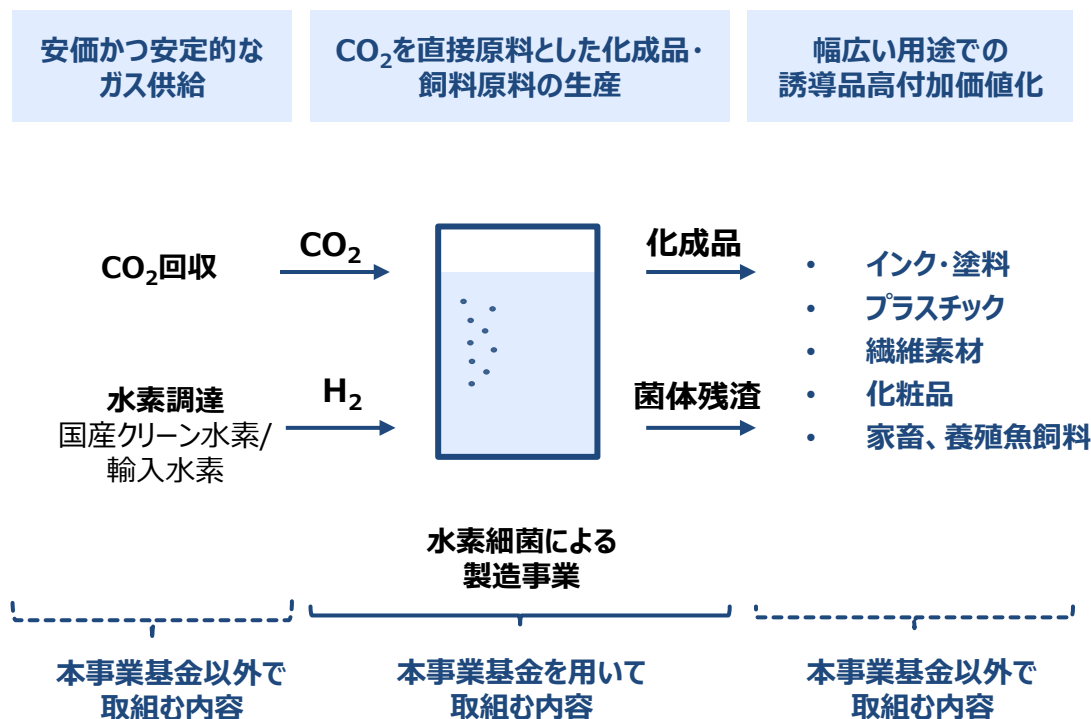 安価かつ安定的な
ガス供給
CO₂を直接原料とした化成品・
飼料原料の生産
幅広い用途での
誘導品高付加価値化
CO₂回収
CO₂
水素調達
国産クリーン水素/
輸入水素
H₂
化成品
菌体残渣
• インク・塗料
• プラスチック
• 繊維素材
• 化粧品
• 家畜、養殖魚飼料
水素細菌による
製造事業
本事業基金以外で
取組む内容
本事業基金を用いて
取組む内容
本事業基金以外で
取組む内容